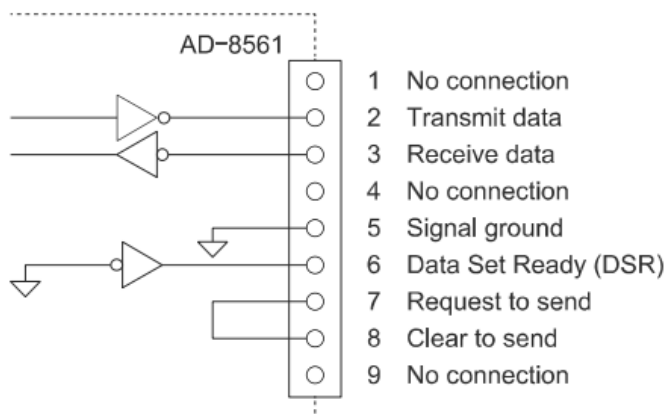 AD-8561
1 No connection
2 Transmit data
3 Receive data
4 No connection
5 Signal ground
6 Data Set Ready (DSR)
7 Request to send
8 Clear to send
9 No connection